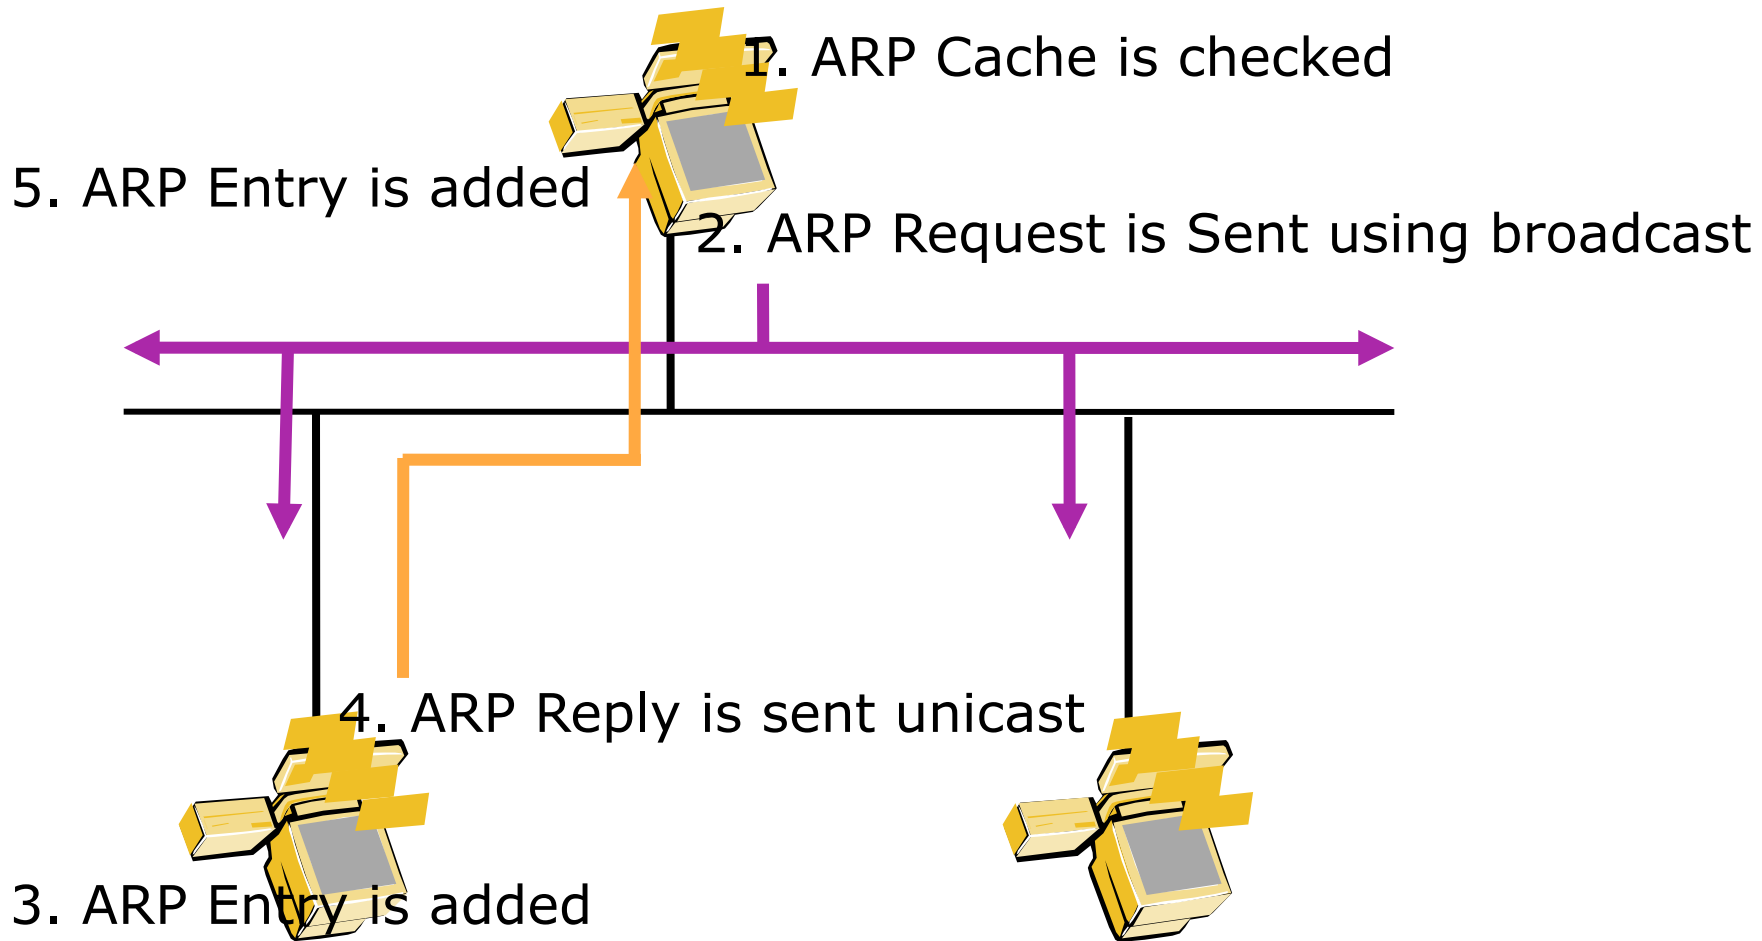 1. ARP Cache is checked
5. ARP Entry is added
2. ARP Request is Sent using broadcast
4. ARP Reply is sent unicast
3. ARP Entry is added